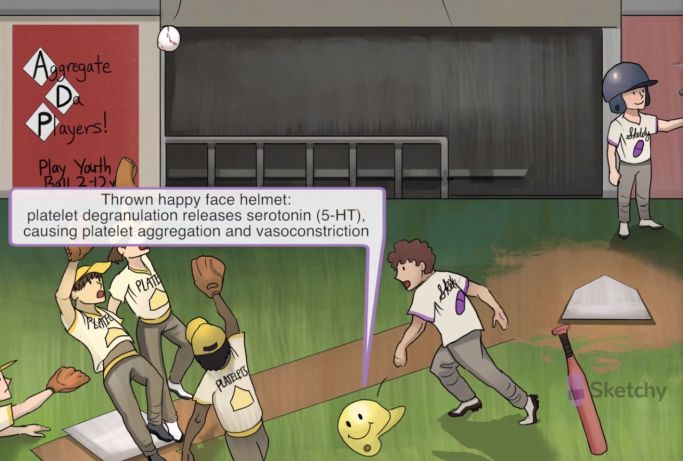 Aggregate
Da
Players!
Play Youth
Ball 2-12
Thrown happy face helmet:
platelet degranulation releases serotonin (5-HT),
causing platelet aggregation and vasoconstriction
PLATELETS
Sketchy